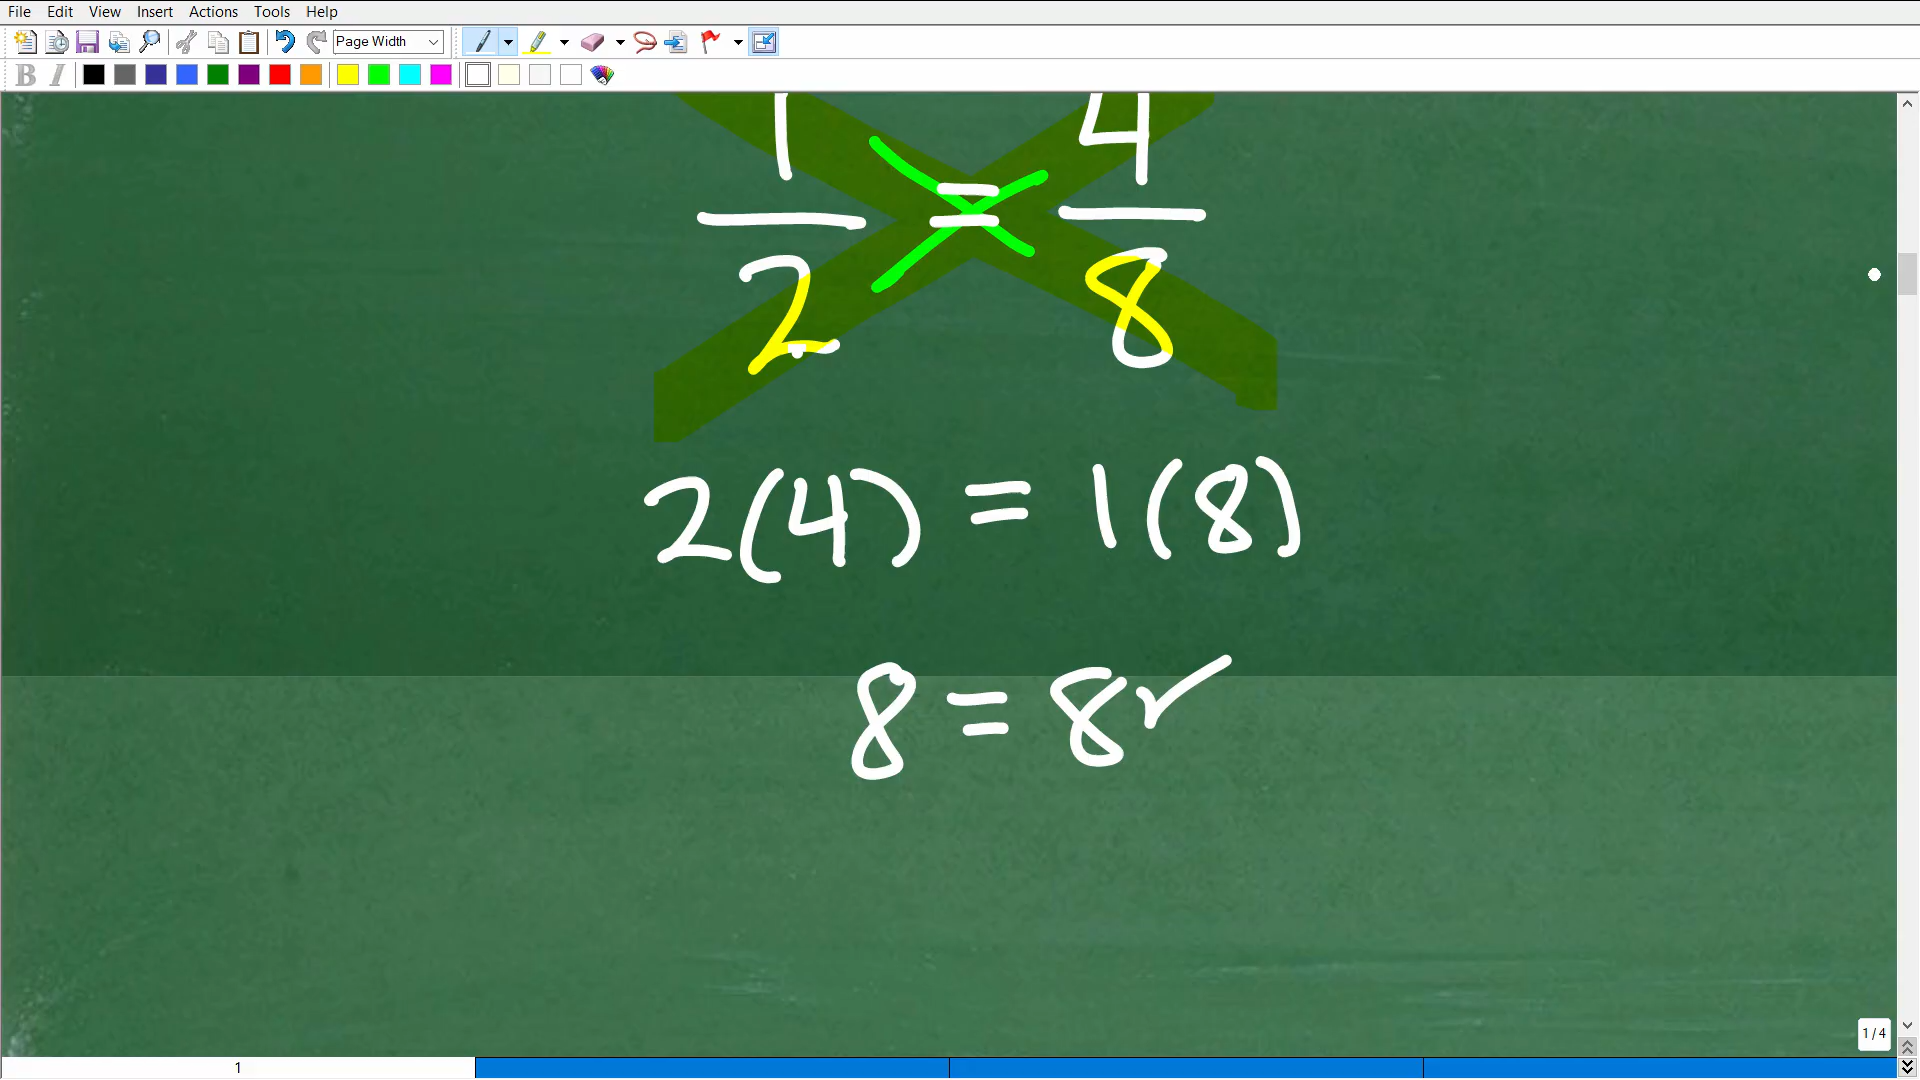 File Edit View Insert Actions Tools Help
Page Width
B I
1 = 4
2 8
2(4) = 1(8)
8 = 8 ✓
1 / 4
1